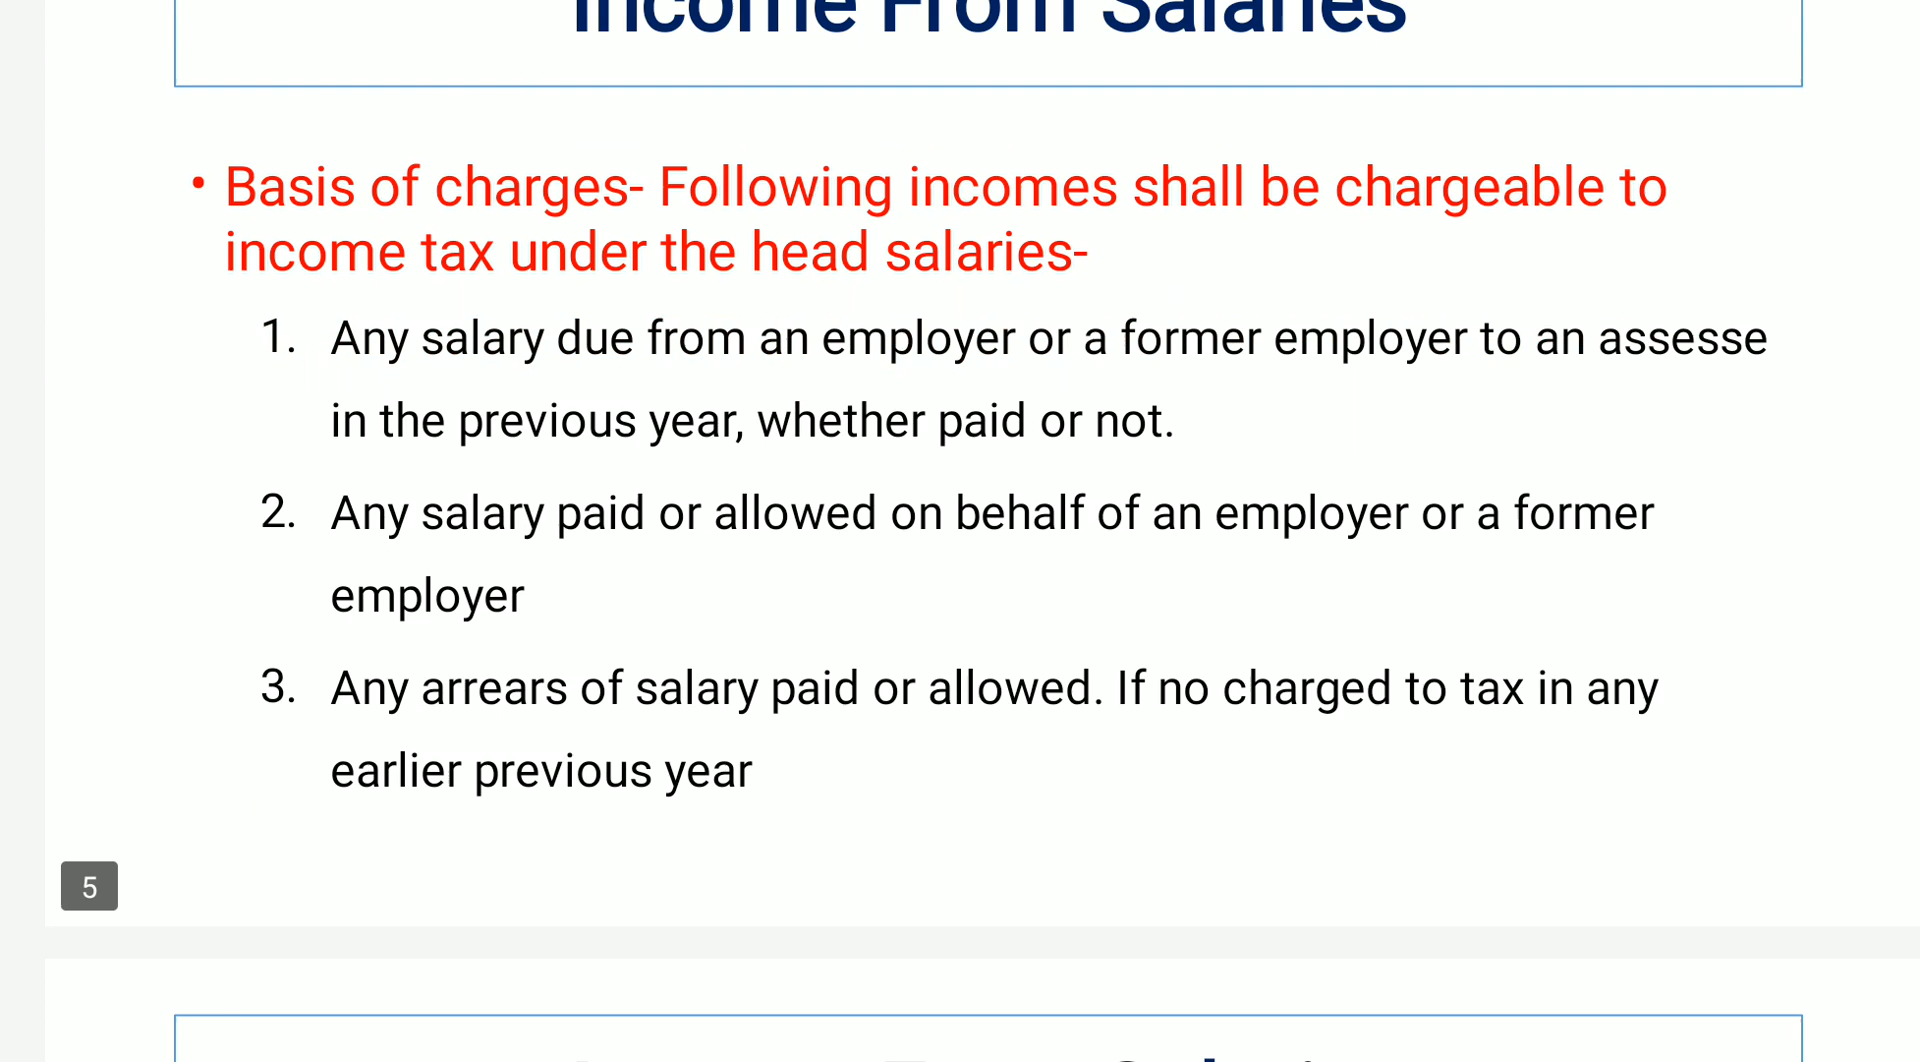 Income From Salaries
• Basis of charges- Following incomes shall be chargeable to
income tax under the head salaries-
1. Any salary due from an employer or a former employer to an assesse
in the previous year, whether paid or not.
2. Any salary paid or allowed on behalf of an employer or a former
employer
3. Any arrears of salary paid or allowed. If no charged to tax in any
earlier previous year
5